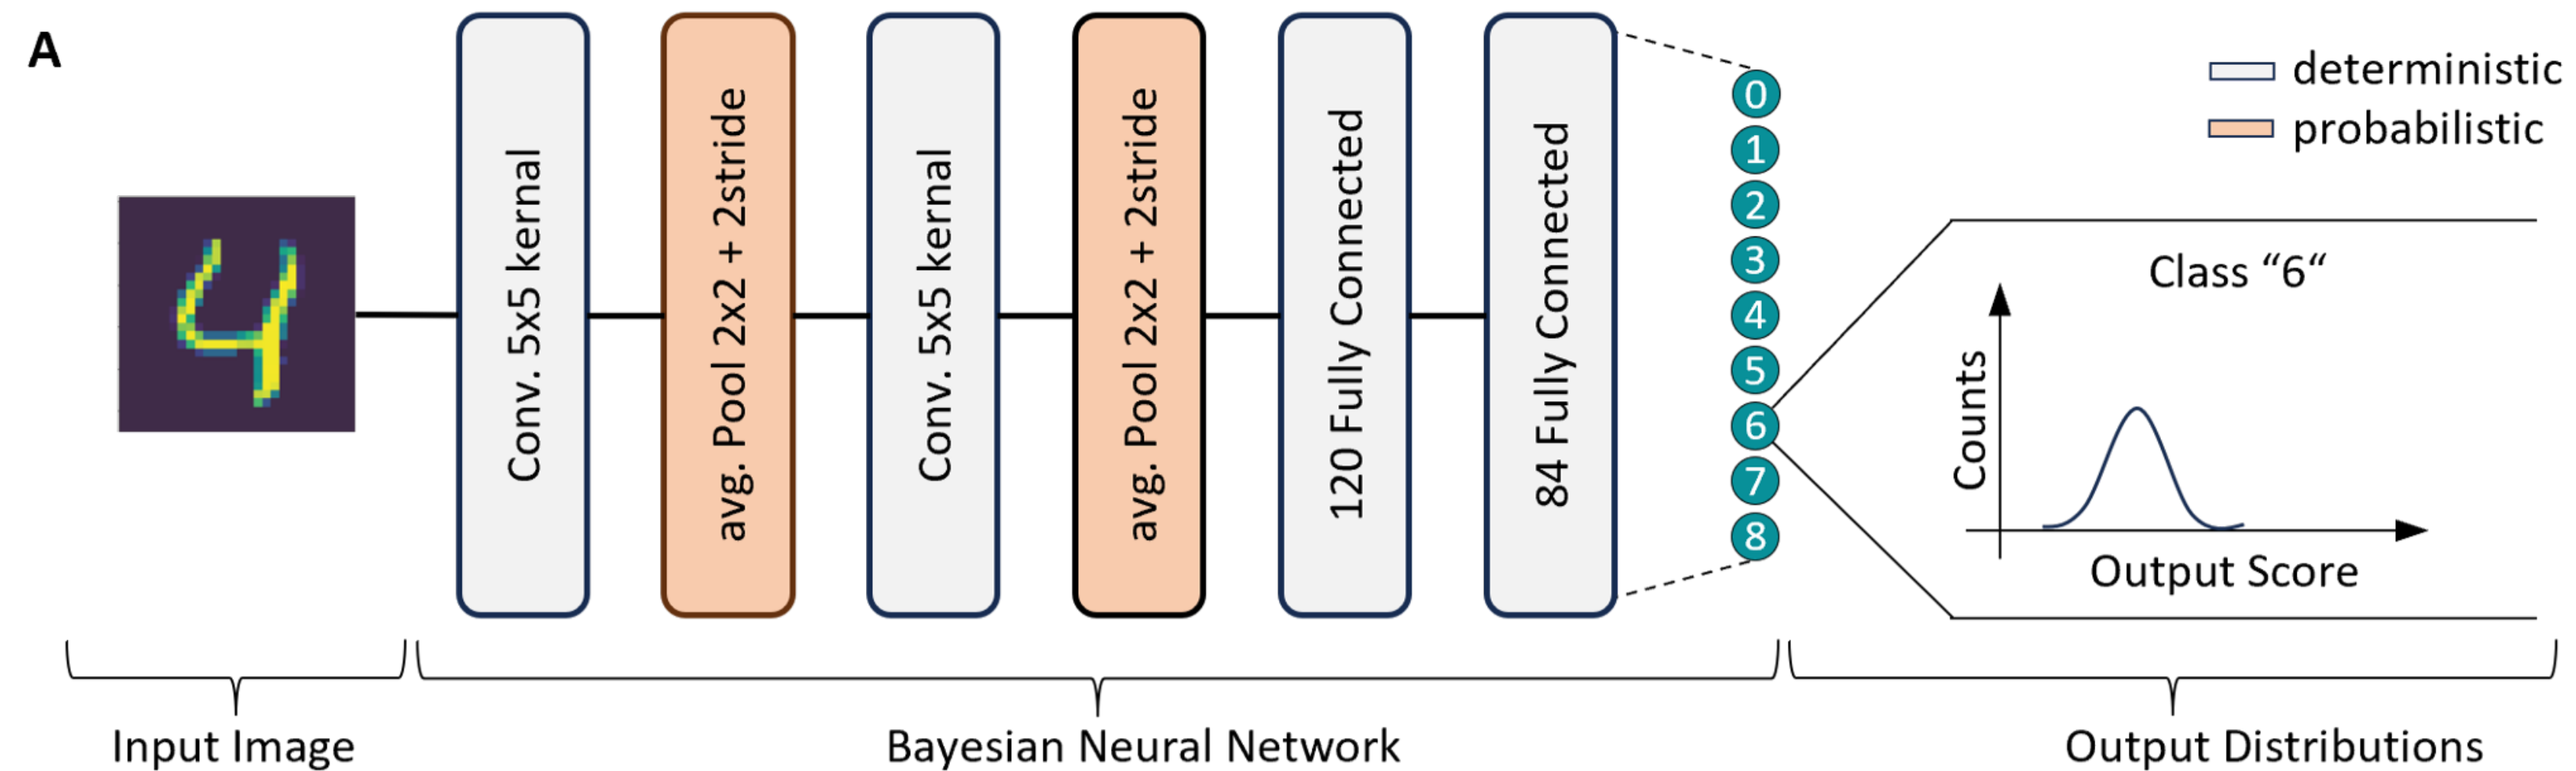 A
Conv. 5x5 kernal
avg. Pool 2x2 + 2stride
Conv. 5x5 kernal
avg. Pool 2x2 + 2stride
120 Fully Connected
84 Fully Connected
0
1
2
3
4
5
6
7
8
deterministic
probabilistic
Class “6“
Counts
Output Score
Input Image
Bayesian Neural Network
Output Distributions